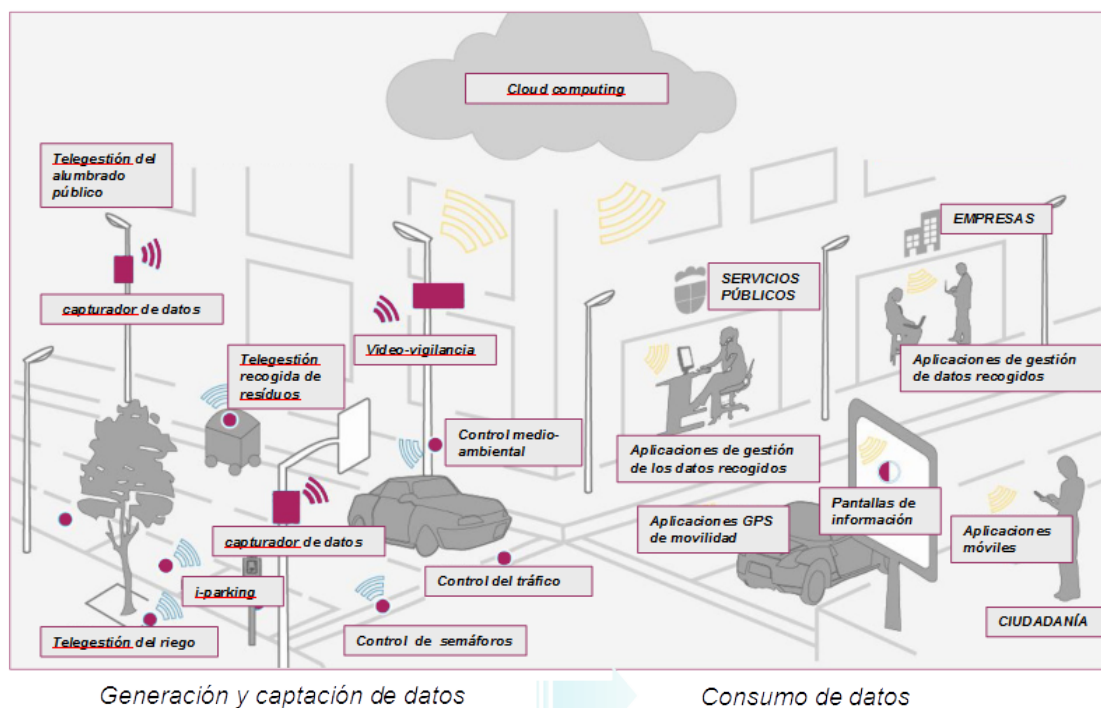 Cloud computing
Telegestión del
alumbrado
público
EMPRESAS
SERVICIOS
PÚBLICOS
capturador de datos
Video-vigilancia
Telegestión
recogida de
resíduos
Aplicaciones de gestión
de datos recogidos
Control medio-
ambiental
Aplicaciones de gestión
de los datos recogidos
Pantallas de
información
Aplicaciones GPS
de movilidad
Aplicaciones
móviles
capturador de datos
Control del tráfico
i-parking
CIUDADANÍA
Telegestión del riego
Control de semáforos
Generación y captación de datos
Consumo de datos